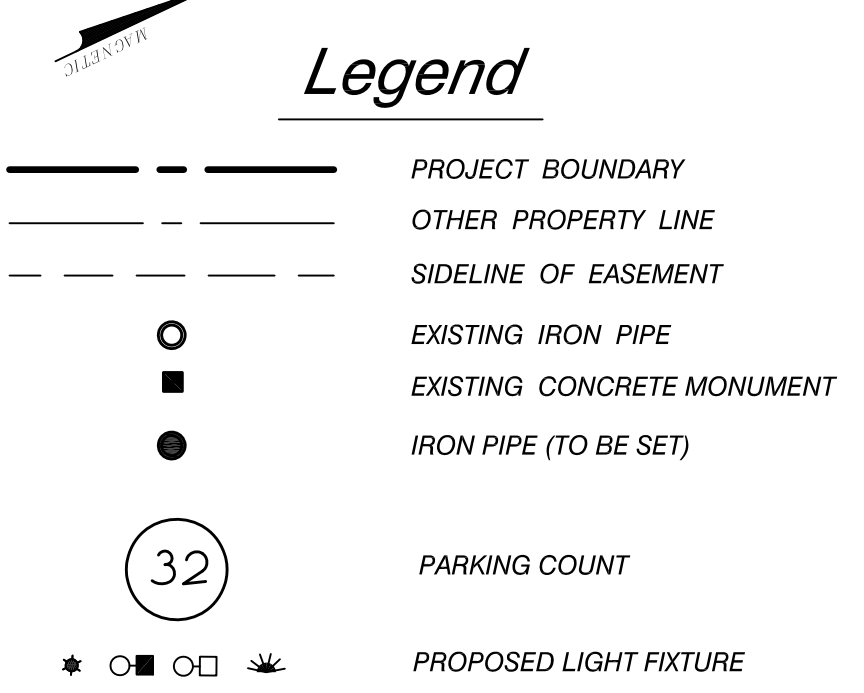 MAGNETIC
Legend
PROJECT BOUNDARY
OTHER PROPERTY LINE
SIDELINE OF EASEMENT
EXISTING IRON PIPE
EXISTING CONCRETE MONUMENT
IRON PIPE (TO BE SET)
32 PARKING COUNT
PROPOSED LIGHT FIXTURE